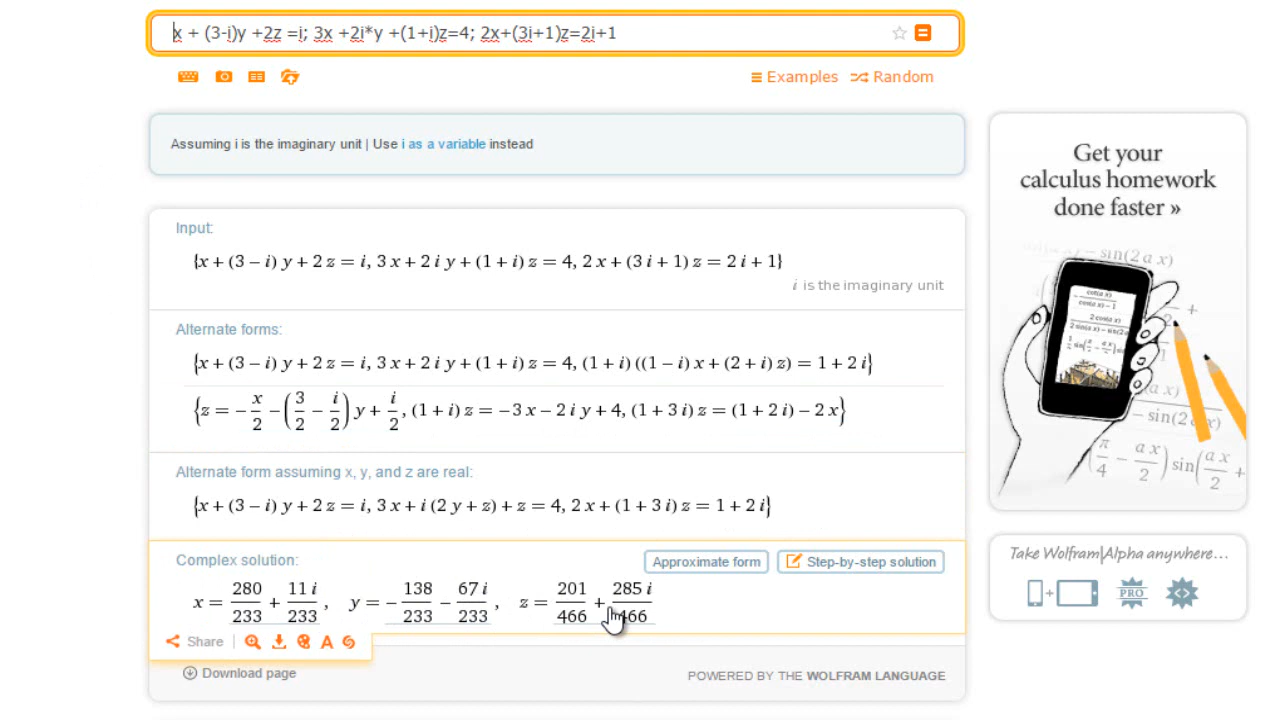 x + (3-i)y +2z =i; 3x +2i*y +(1+i)z=4; 2x+(3i+1)z=2i+1
Examples Random
Assuming i is the imaginary unit | Use i as a variable instead
Input:
{x + (3 − i) y + 2 z = i, 3 x + 2 i y + (1 + i) z = 4, 2 x + (3 i + 1) z = 2 i + 1}
i is the imaginary unit
Alternate forms:
{x + (3 − i) y + 2 z = i, 3 x + 2 i y + (1 + i) z = 4, (1 + i) ((1 − i) x + (2 + i) z) = 1 + 2 i}
{z = −x/2 − (3/2 − i/2) y + i/2, (1 + i) z = −3 x − 2 i y + 4, (1 + 3 i) z = (1 + 2 i) − 2 x}
Alternate form assuming x, y, and z are real:
{x + (3 − i) y + 2 z = i, 3 x + i (2 y + z) + z = 4, 2 x + (1 + 3 i) z = 1 + 2 i}
Complex solution:
Approximate form
Step-by-step solution
x = 280/233 + 11 i/233, y = −138/233 − 67 i/233, z = 201/466 + 285 i/466
Share
Download page
POWERED BY THE WOLFRAM LANGUAGE
Get your
calculus homework
done faster »
Take Wolfram|Alpha anywhere...
PRO